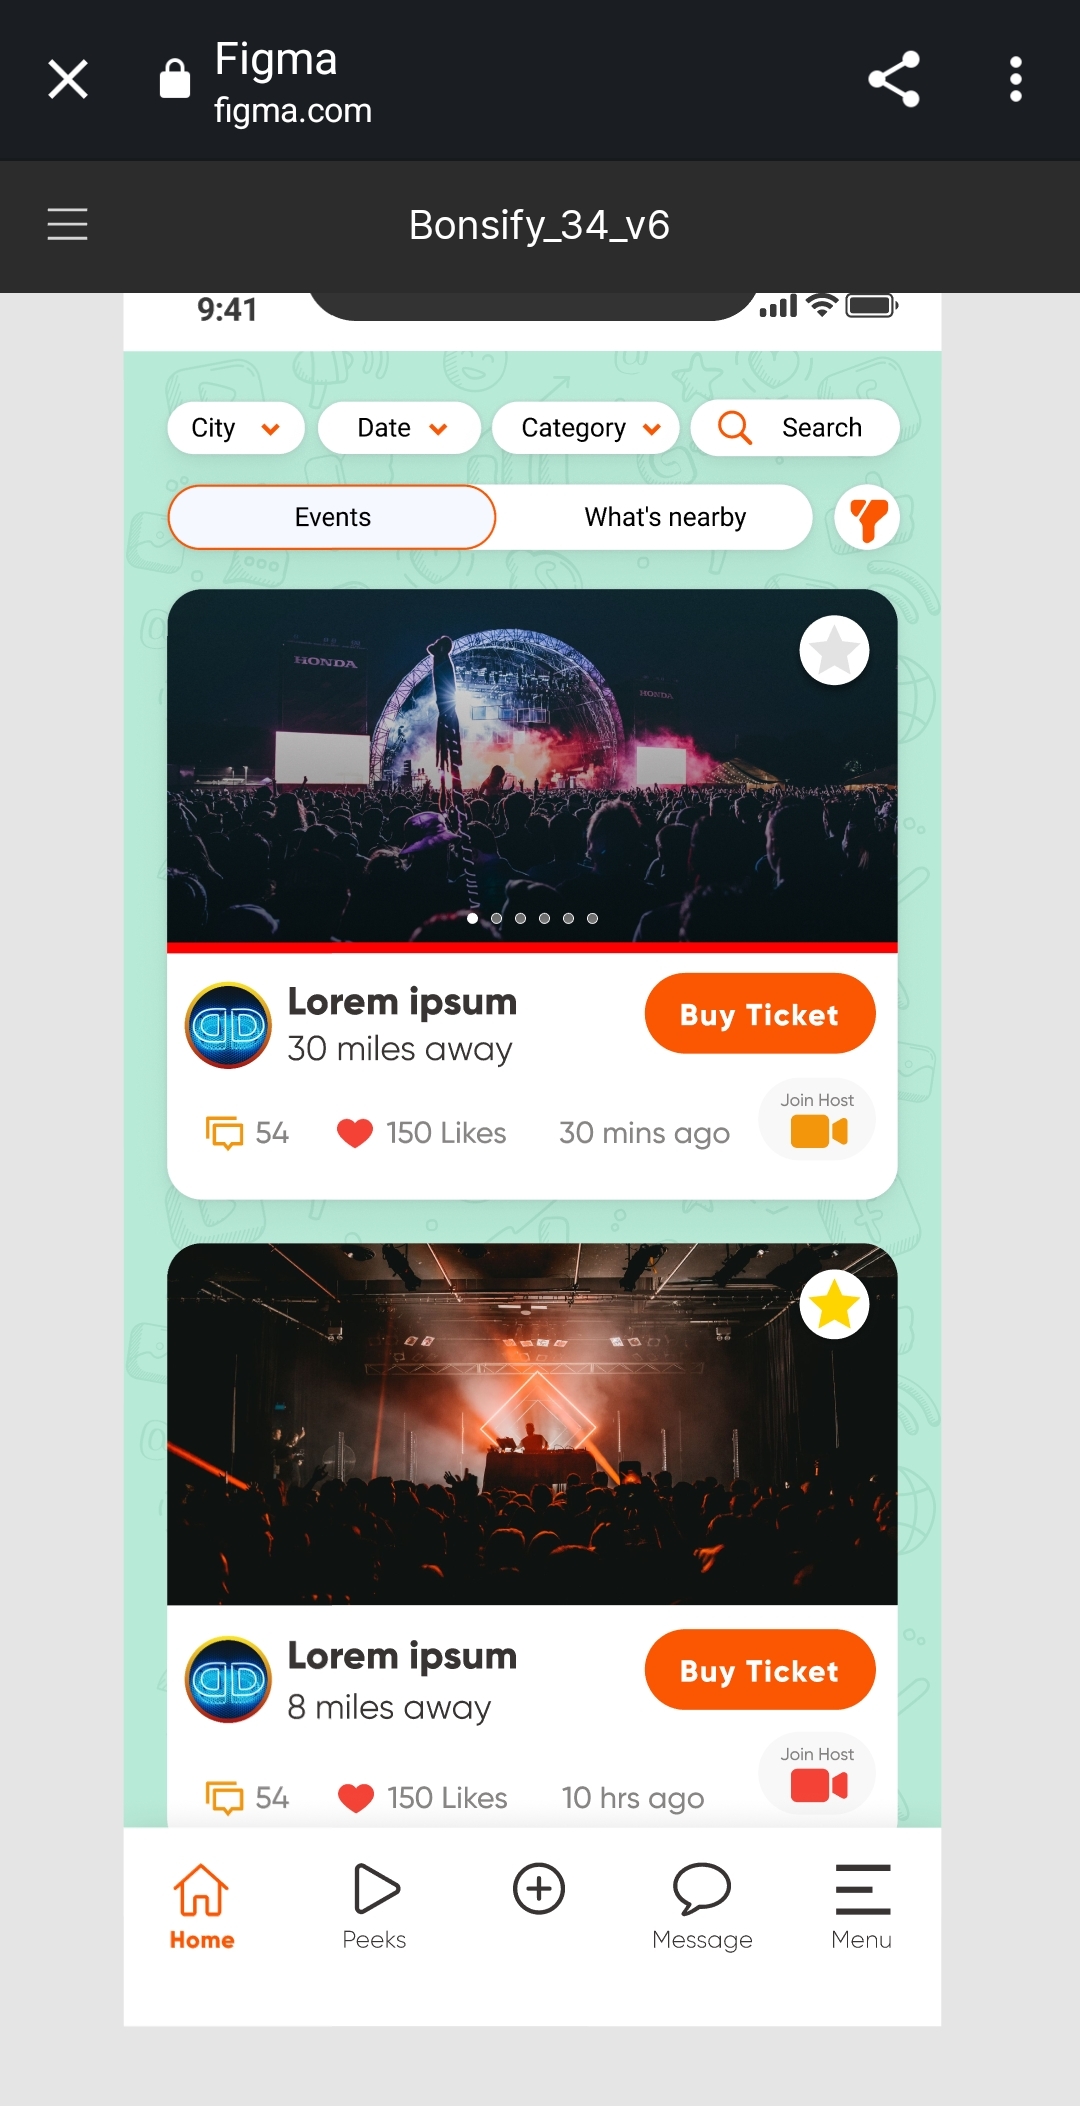 Figma
figma.com
Bonsify_34_v6
9:41
City
Date
Category
Search
Events
What's nearby
HONDA
HONDA
Lorem ipsum
30 miles away
Buy Ticket
54
150 Likes
30 mins ago
Join Host
Lorem ipsum
8 miles away
Buy Ticket
54
150 Likes
10 hrs ago
Join Host
Home
Peeks
Message
Menu